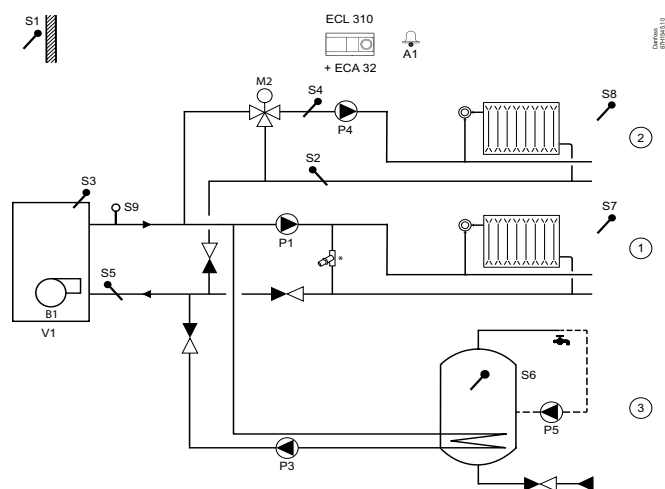 ECL 310
S1
A1
+ ECA 32
Danfoss
87H1545.10
M2
S4
S8
P4
2
S2
S3
S9
S7
P1
1
*
S5
B1
V1
S6
3
P5
P3